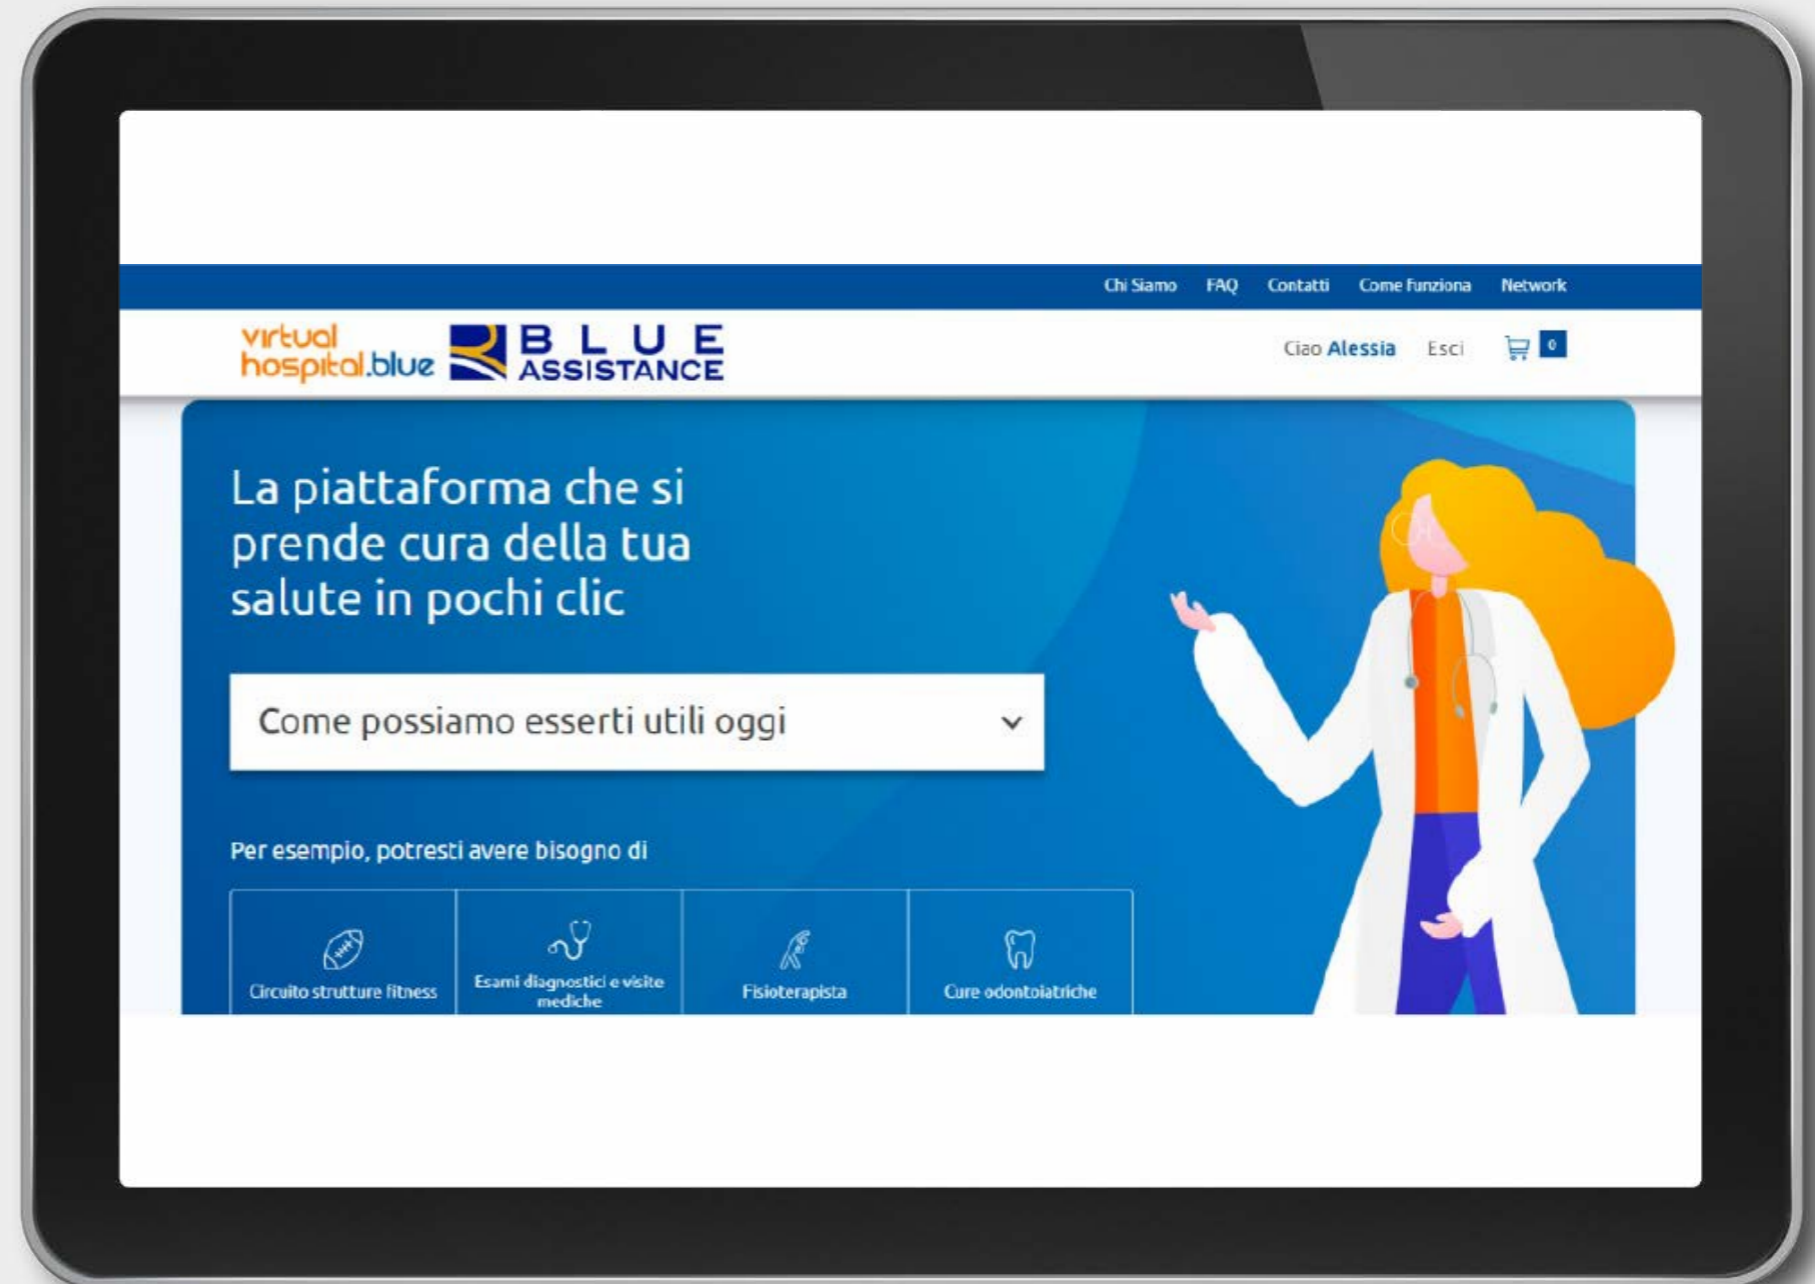 Chi Siamo FAQ Contatti Come Funziona Network
virtual
hospital.blue
BLUE
ASSISTANCE
Ciao Alessia Esci 0
La piattaforma che si
prende cura della tua
salute in pochi clic
Come possiamo esserti utili oggi
Per esempio, potresti avere bisogno di
Circuito strutture fitness
Esami diagnostici e visite
mediche
Fisioterapista
Cure odontoiatriche